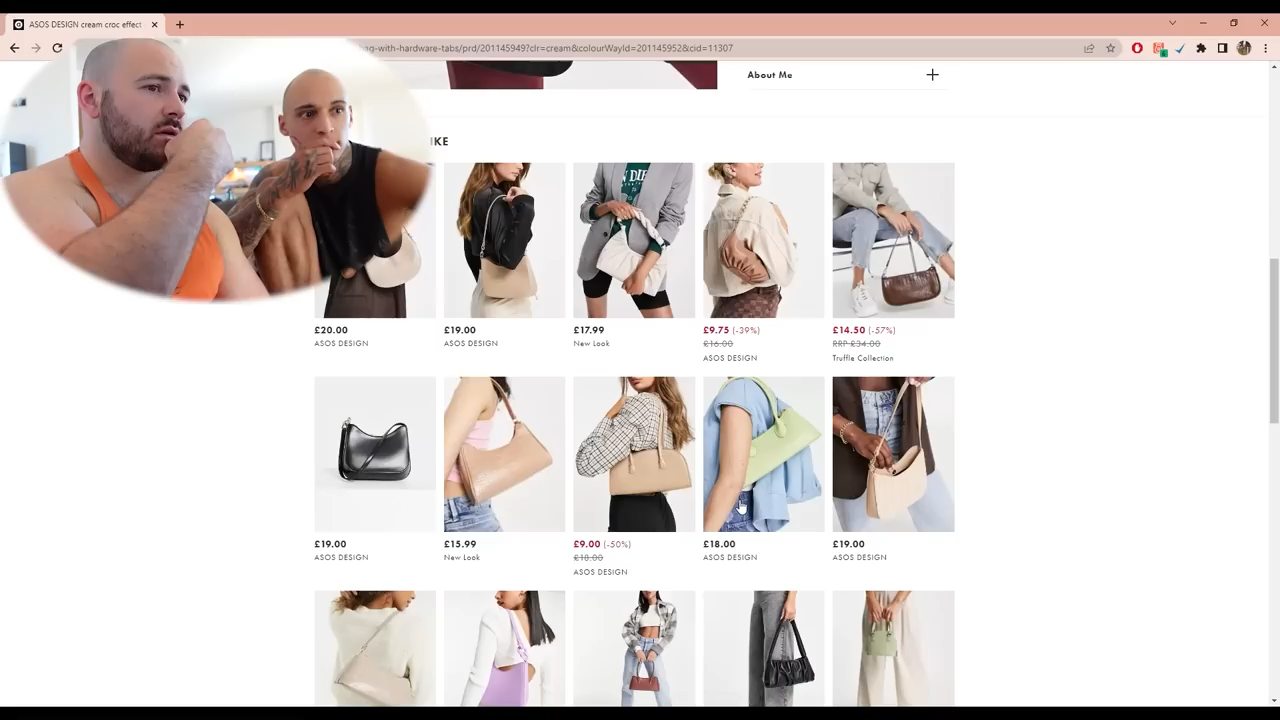 ASOS DESIGN cream croc effect
ag-with-hardware-tabs/prd/201145949?clr=cream&colourWayId=201145952&cid=11307
About Me
IKE
£20.00
ASOS DESIGN
£19.00
ASOS DESIGN
£17.99
New Look
£9.75 (-39%)
£16.00
ASOS DESIGN
£14.50 (-57%)
RRP £34.00
Truffle Collection
£19.00
ASOS DESIGN
£15.99
New Look
£9.00 (-50%)
£18.00
ASOS DESIGN
£18.00
ASOS DESIGN
£19.00
ASOS DESIGN